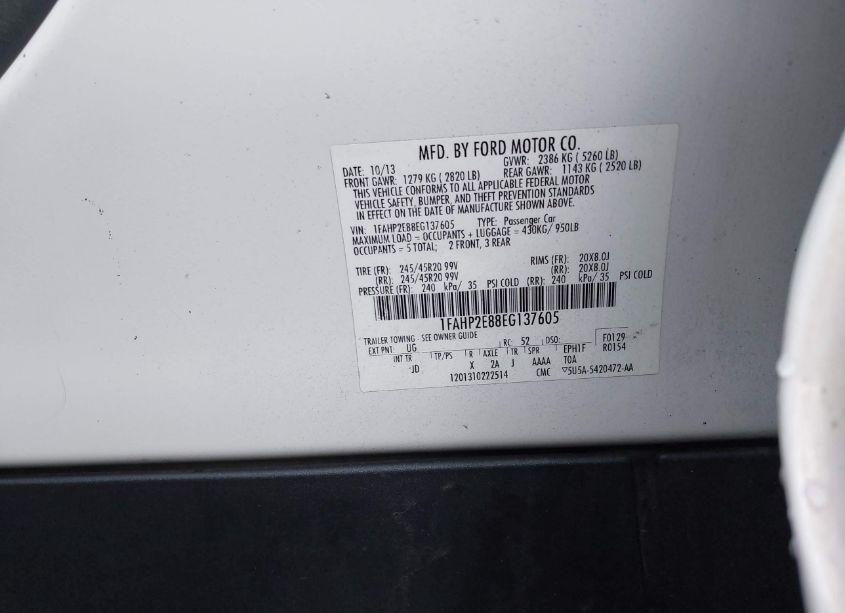 MFD. BY FORD MOTOR CO.
DATE: 10/13 GVWR: 2386 KG ( 5260 LB)
FRONT GAWR: 1279 KG ( 2820 LB) REAR GAWR: 1143 KG ( 2520 LB)
THIS VEHICLE CONFORMS TO ALL APPLICABLE FEDERAL MOTOR
VEHICLE SAFETY, BUMPER, AND THEFT PREVENTION STANDARDS
IN EFFECT ON THE DATE OF MANUFACTURE SHOWN ABOVE.
VIN: 1FAHP2E88EG137605 TYPE: Passenger Car
MAXIMUM LOAD = OCCUPANTS + LUGGAGE = 430KG/ 950LB
OCCUPANTS = 5 TOTAL; 2 FRONT, 3 REAR
TIRE (FR): 245/45R20 99V RIMS (FR): 20X8.0J
(RR): 245/45R20 99V (RR): 20X8.0J
PRESSURE (FR): 240 kPa/ 35 PSI COLD (RR): 240 kPa/ 35 PSI COLD
1FAHP2E88EG137605
TRAILER TOWING - SEE OWNER GUIDE
EXT PNT: UG RC: 52 DSO: F0129
INT TR TP/PS R AXLE TR SPR EPH1F R0154
JD X 2A J AAAA TOA
1201310222514 CMC ▽5U5A-5420472-AA